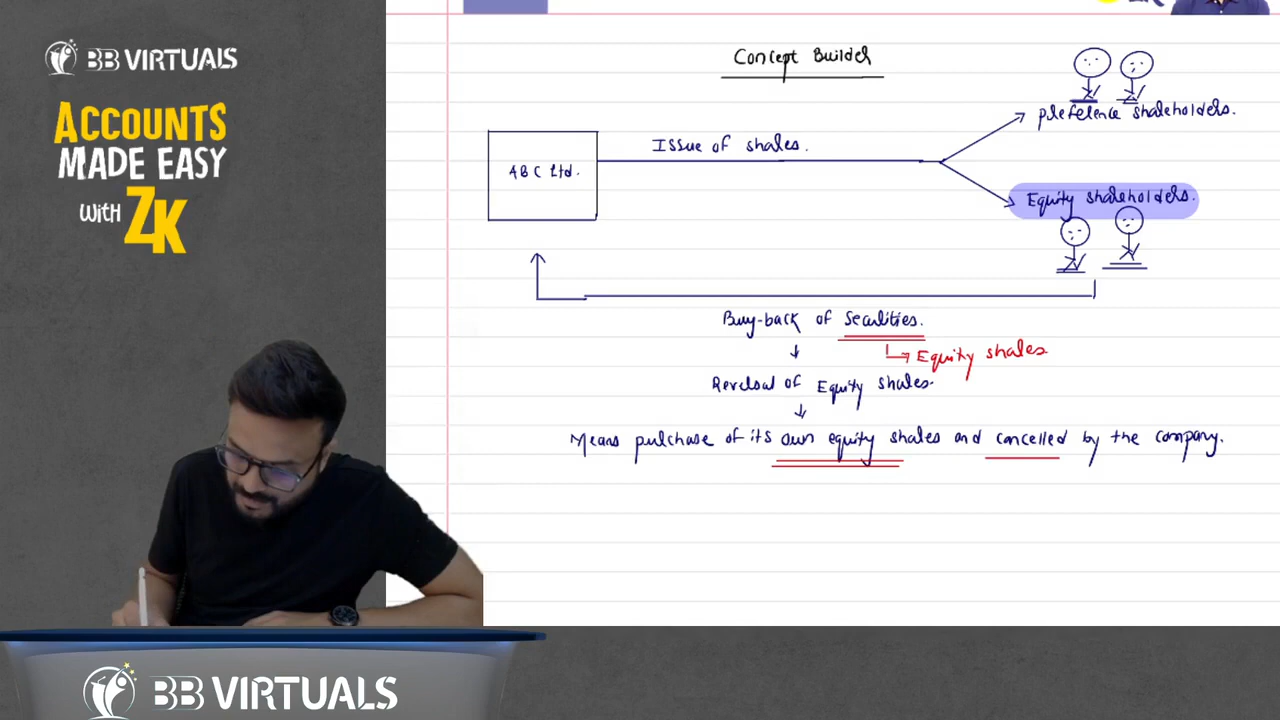 BB VIRTUALS
ACCOUNTS
MADE EASY
WITH ZK
Concept Builder
preference shareholders.
Issue of shares.
ABC Ltd.
Equity shareholders.
Buy-back of Securities.
Equity shares
Reversal of Equity shares.
Means purchase of its own equity shares and cancelled by the company.
BB VIRTUALS